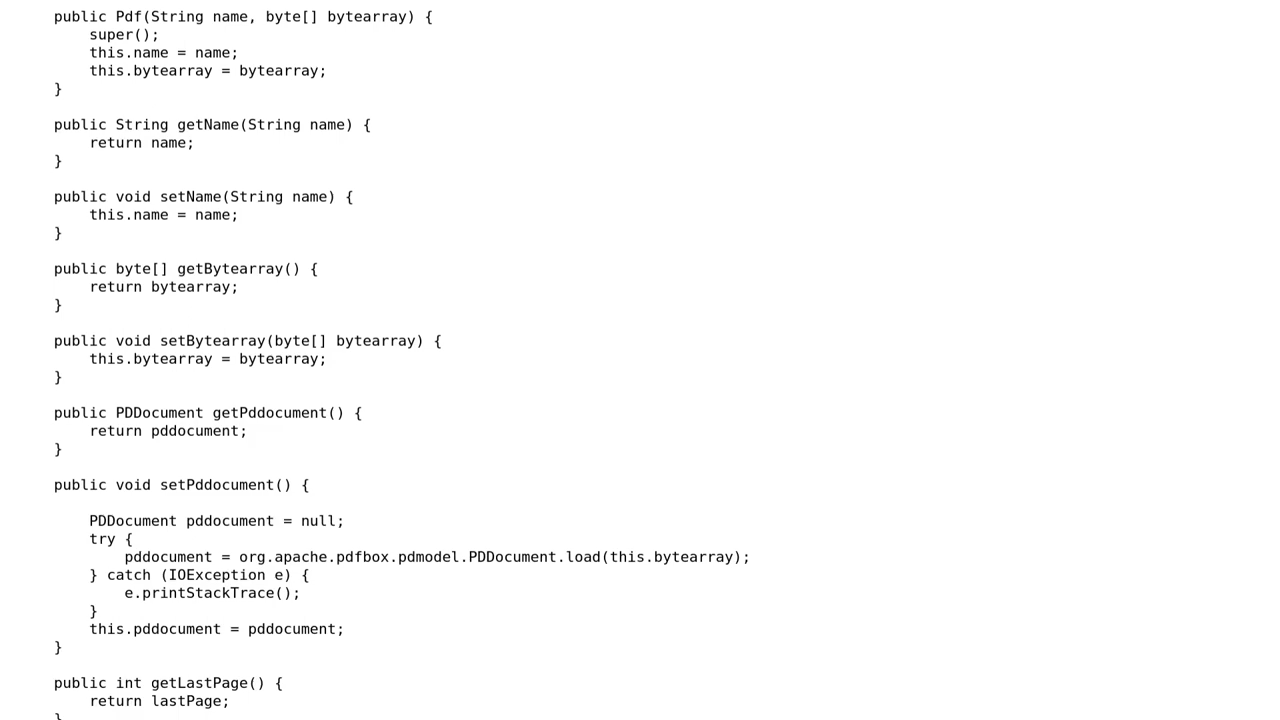 public Pdf(String name, byte[] bytearray) {
super();
this.name = name;
this.bytearray = bytearray;
}
public String getName(String name) {
return name;
}
public void setName(String name) {
this.name = name;
}
public byte[] getBytearray() {
return bytearray;
}
public void setBytearray(byte[] bytearray) {
this.bytearray = bytearray;
}
public PDDocument getPddocument() {
return pddocument;
}
public void setPddocument() {
PDDocument pddocument = null;
try {
pddocument = org.apache.pdfbox.pdmodel.PDDocument.load(this.bytearray);
} catch (IOException e) {
e.printStackTrace();
}
this.pddocument = pddocument;
}
public int getLastPage() {
return lastPage;
}